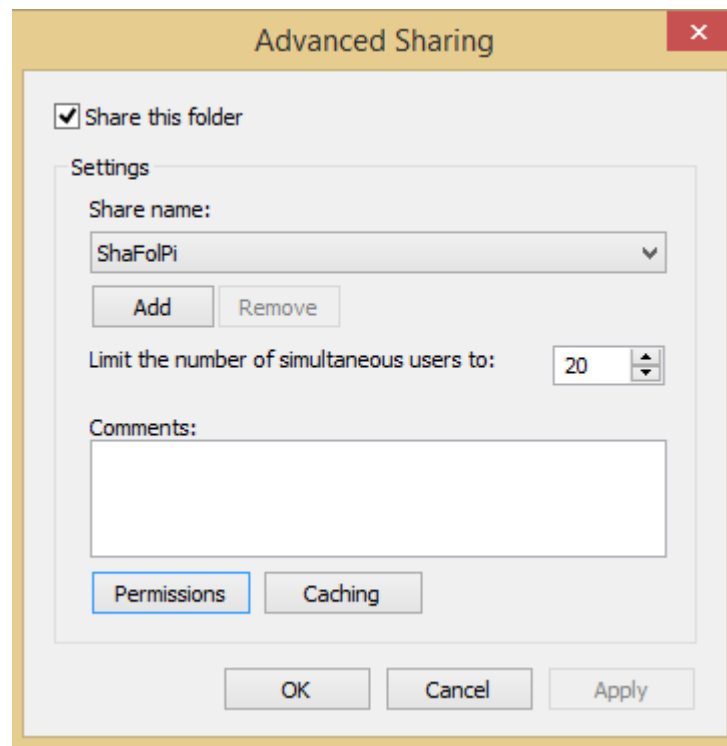 Advanced Sharing
Share this folder
Settings
Share name:
ShaFolPi
Add Remove
Limit the number of simultaneous users to: 20
Comments:
Permissions Caching
OK Cancel Apply